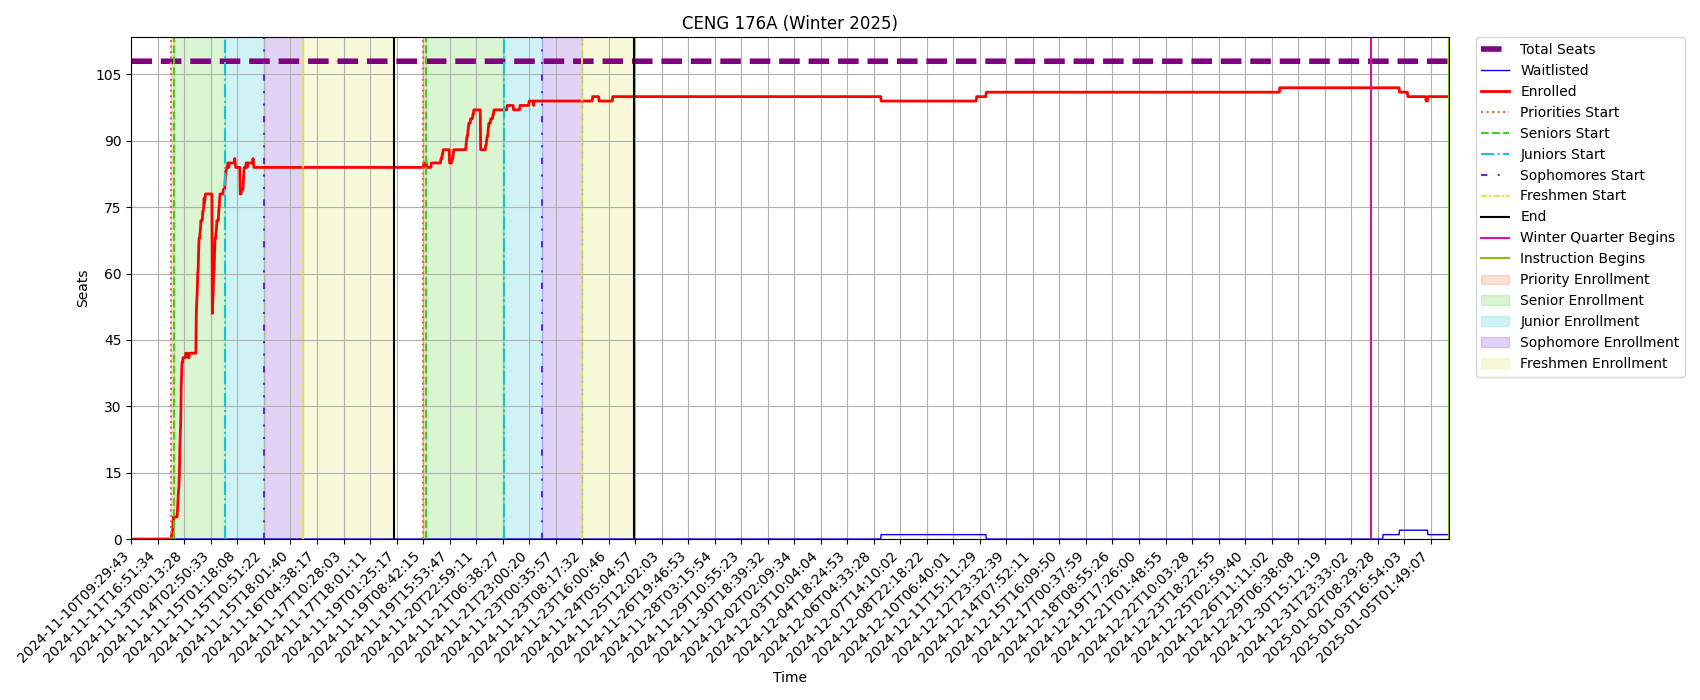 CENG 176A (Winter 2025)
Seats
105
90
75
60
45
30
15
0
2024-11-10T09:29:43
2024-11-11T16:51:34
2024-11-13T00:13:28
2024-11-14T02:50:33
2024-11-15T01:18:08
2024-11-15T10:51:22
2024-11-15T18:01:40
2024-11-16T04:38:17
2024-11-17T10:28:03
2024-11-17T18:01:11
2024-11-19T01:25:17
2024-11-19T08:42:15
2024-11-19T15:53:47
2024-11-20T22:59:11
2024-11-21T06:38:27
2024-11-21T23:00:20
2024-11-23T00:35:57
2024-11-23T08:17:32
2024-11-23T16:00:46
2024-11-24T05:04:57
2024-11-25T12:02:03
2024-11-26T19:46:53
2024-11-28T03:15:54
2024-11-29T10:55:23
2024-11-30T18:39:32
2024-12-02T02:09:34
2024-12-03T10:04:04
2024-12-04T18:24:53
2024-12-06T04:33:28
2024-12-07T14:10:02
2024-12-08T22:18:22
2024-12-10T06:40:01
2024-12-11T15:11:29
2024-12-12T23:32:39
2024-12-14T07:52:11
2024-12-15T16:09:50
2024-12-17T00:37:59
2024-12-18T08:55:26
2024-12-19T17:26:00
2024-12-21T01:48:55
2024-12-22T10:03:28
2024-12-23T18:22:55
2024-12-25T02:59:40
2024-12-26T11:11:02
2024-12-29T06:38:08
2024-12-30T15:12:19
2024-12-31T23:33:02
2025-01-02T08:29:28
2025-01-03T16:54:03
2025-01-05T01:49:07
Time
Total Seats
Waitlisted
Enrolled
Priorities Start
Seniors Start
Juniors Start
Sophomores Start
Freshmen Start
End
Winter Quarter Begins
Instruction Begins
Priority Enrollment
Senior Enrollment
Junior Enrollment
Sophomore Enrollment
Freshmen Enrollment